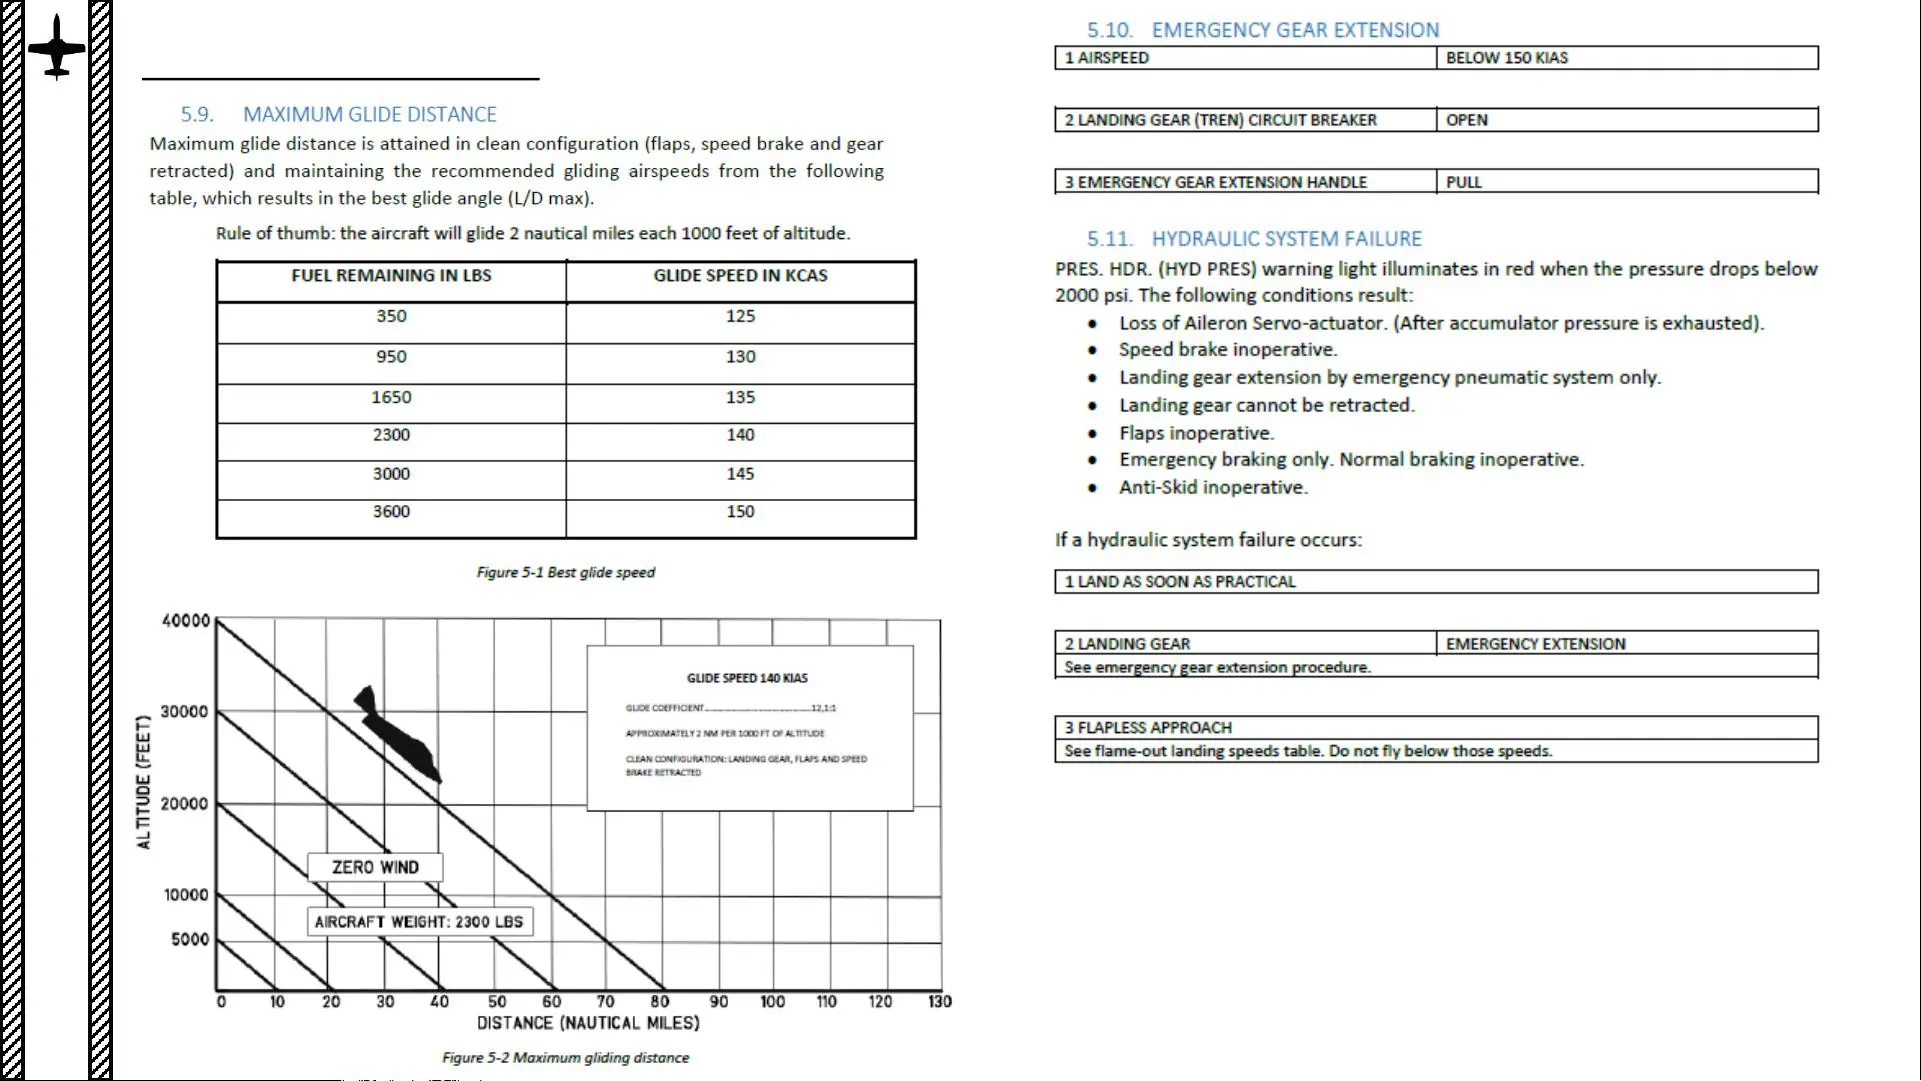 5.9. MAXIMUM GLIDE DISTANCE
Maximum glide distance is attained in clean configuration (flaps, speed brake and gear
retracted) and maintaining the recommended gliding airspeeds from the following
table, which results in the best glide angle (L/D max).
Rule of thumb: the aircraft will glide 2 nautical miles each 1000 feet of altitude.
FUEL REMAINING IN LBS GLIDE SPEED IN KCAS
350 125
950 130
1650 135
2300 140
3000 145
3600 150
Figure 5-1 Best glide speed
40000
30000
20000
10000
5000
ALTITUDE (FEET)
GLIDE SPEED 140 KIAS
GLIDE COEFFICIENT...............................12,1:1
APPROXIMATELY 2 NM PER 1000 FT OF ALTITUDE
CLEAN CONFIGURATION: LANDING GEAR, FLAPS AND SPEED
BRAKE RETRACTED
ZERO WIND
AIRCRAFT WEIGHT: 2300 LBS
0 10 20 30 40 50 60 70 80 90 100 110 120 130
DISTANCE (NAUTICAL MILES)
Figure 5-2 Maximum gliding distance
5.10. EMERGENCY GEAR EXTENSION
1 AIRSPEED BELOW 150 KIAS
2 LANDING GEAR (TREN) CIRCUIT BREAKER OPEN
3 EMERGENCY GEAR EXTENSION HANDLE PULL
5.11. HYDRAULIC SYSTEM FAILURE
PRES. HDR. (HYD PRES) warning light illuminates in red when the pressure drops below
2000 psi. The following conditions result:
• Loss of Aileron Servo-actuator. (After accumulator pressure is exhausted).
• Speed brake inoperative.
• Landing gear extension by emergency pneumatic system only.
• Landing gear cannot be retracted.
• Flaps inoperative.
• Emergency braking only. Normal braking inoperative.
• Anti-Skid inoperative.
If a hydraulic system failure occurs:
1 LAND AS SOON AS PRACTICAL
2 LANDING GEAR EMERGENCY EXTENSION
See emergency gear extension procedure.
3 FLAPLESS APPROACH
See flame-out landing speeds table. Do not fly below those speeds.